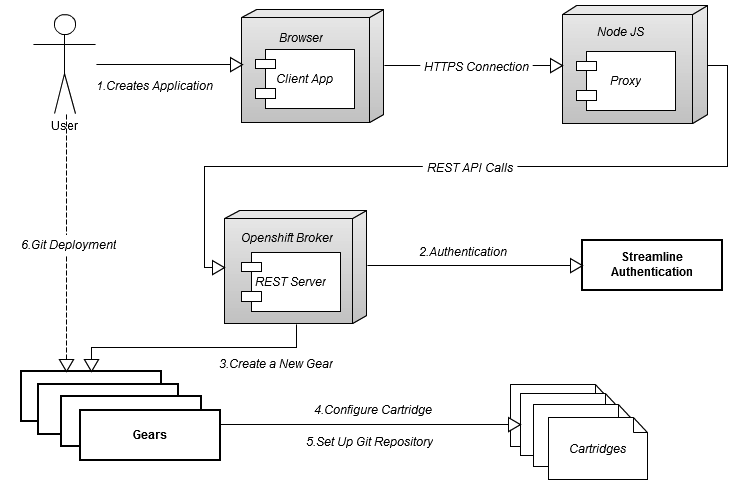 Browser
Node JS
Client App
HTTPS Connection
Proxy
1.Creates Application
User
REST API Calls
6.Git Deployment
Openshift Broker
REST Server
2.Authentication
Streamline
Authentication
3.Create a New Gear
Gears
4.Configure Cartridge
5.Set Up Git Repository
Cartridges